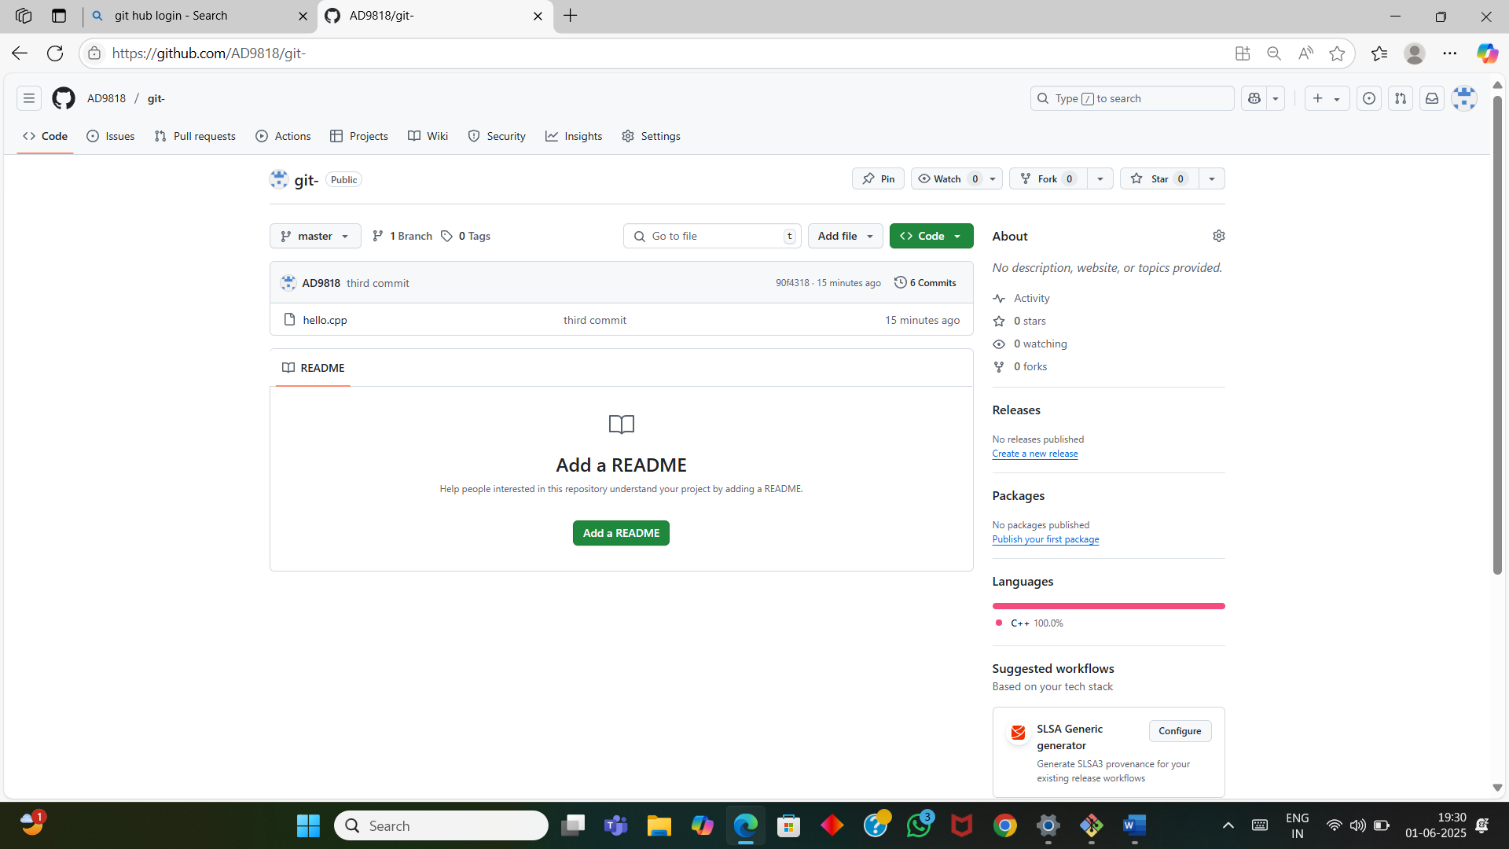 git hub login - Search
AD9818/git-
https://github.com/AD9818/git-
AD9818 / git-
Type / to search
Code
Issues
Pull requests
Actions
Projects
Wiki
Security
Insights
Settings
git-
Public
Pin
Watch 0
Fork 0
Star 0
master
1 Branch
0 Tags
Go to file
t
Add file
Code
About
AD9818 third commit
90f4318 · 15 minutes ago
6 Commits
hello.cpp
third commit
15 minutes ago
README
Add a README
Help people interested in this repository understand your project by adding a README.
Add a README
No description, website, or topics provided.
Activity
0 stars
0 watching
0 forks
Releases
No releases published
Create a new release
Packages
No packages published
Publish your first package
Languages
C++ 100.0%
Suggested workflows
Based on your tech stack
SLSA Generic
generator
Configure
Generate SLSA3 provenance for your
existing release workflows
1
Search
3
ENG
IN
19:30
01-06-2025